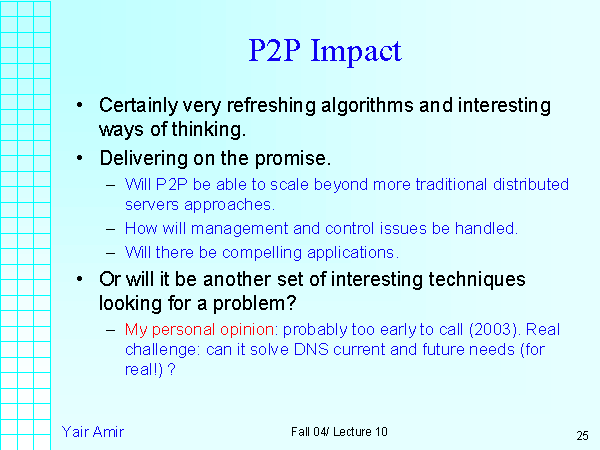 P2P Impact
• Certainly very refreshing algorithms and interesting
ways of thinking.
• Delivering on the promise.
– Will P2P be able to scale beyond more traditional distributed
servers approaches.
– How will management and control issues be handled.
– Will there be compelling applications.
• Or will it be another set of interesting techniques
looking for a problem?
– My personal opinion: probably too early to call (2003). Real
challenge: can it solve DNS current and future needs (for
real!) ?
Yair Amir
Fall 04/ Lecture 10
25